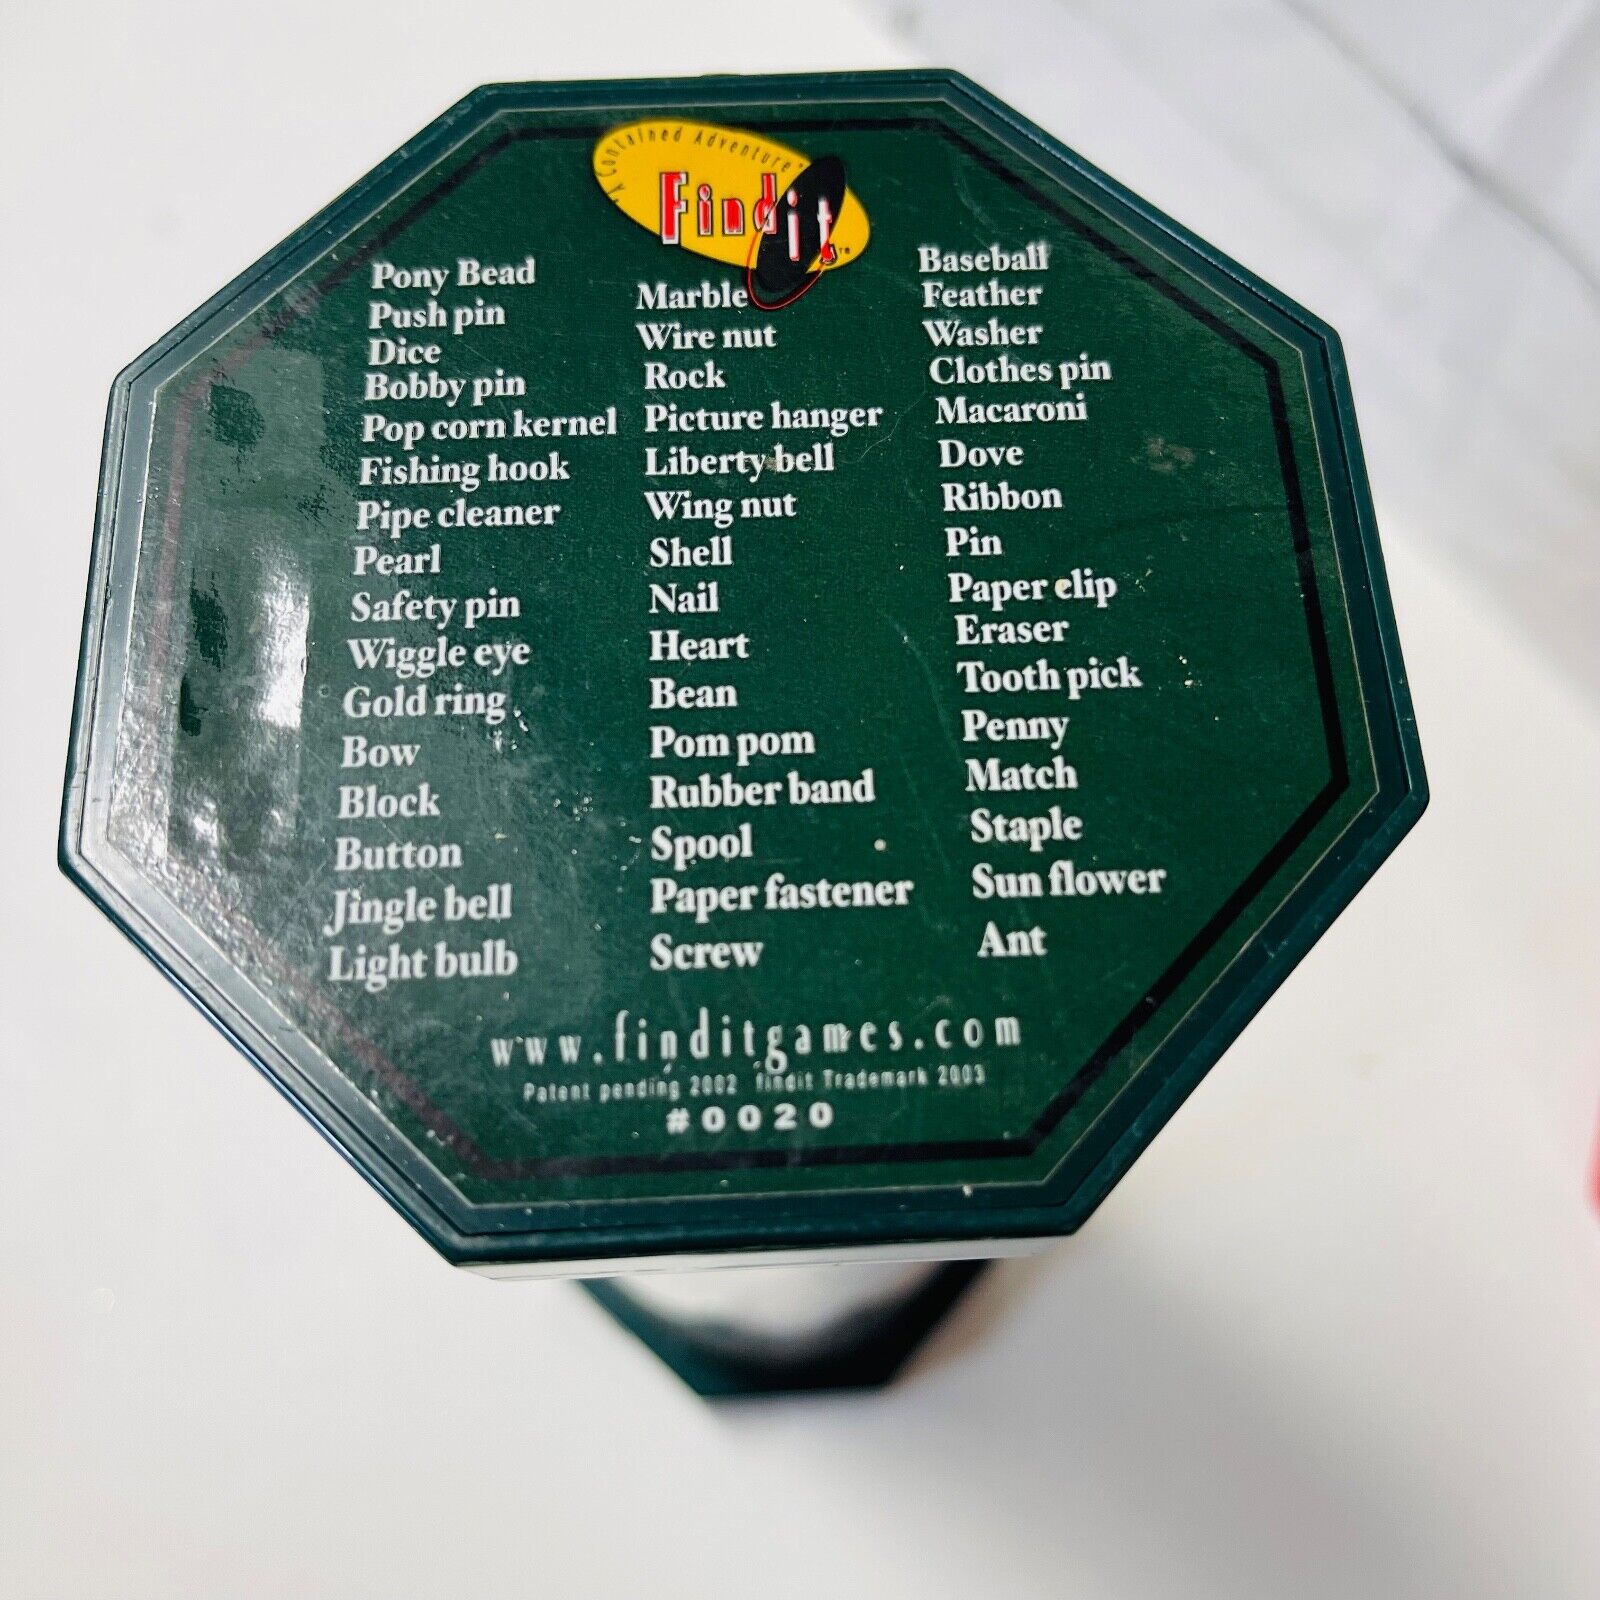 "A Contained Adventure"
Findit
Pony Bead
Push pin
Dice
Bobby pin
Pop corn kernel
Fishing hook
Pipe cleaner
Pearl
Safety pin
Wiggle eye
Gold ring
Bow
Block
Button
Jingle bell
Light bulb
Marble
Wire nut
Rock
Picture hanger
Liberty bell
Wing nut
Shell
Nail
Heart
Bean
Pom pom
Rubber band
Spool
Paper fastener
Screw
Baseball
Feather
Washer
Clothes pin
Macaroni
Dove
Ribbon
Pin
Paper clip
Eraser
Tooth pick
Penny
Match
Staple
Sun flower
Ant
www.finditgames.com
Patent pending 2002 findit Trademark 2003
#0020